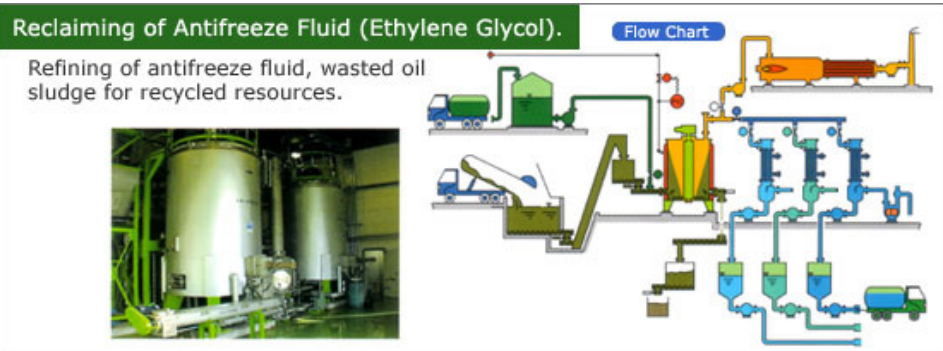 Reclaiming of Antifreeze Fluid (Ethylene Glycol).
Flow Chart
Refining of antifreeze fluid, wasted oil
sludge for recycled resources.